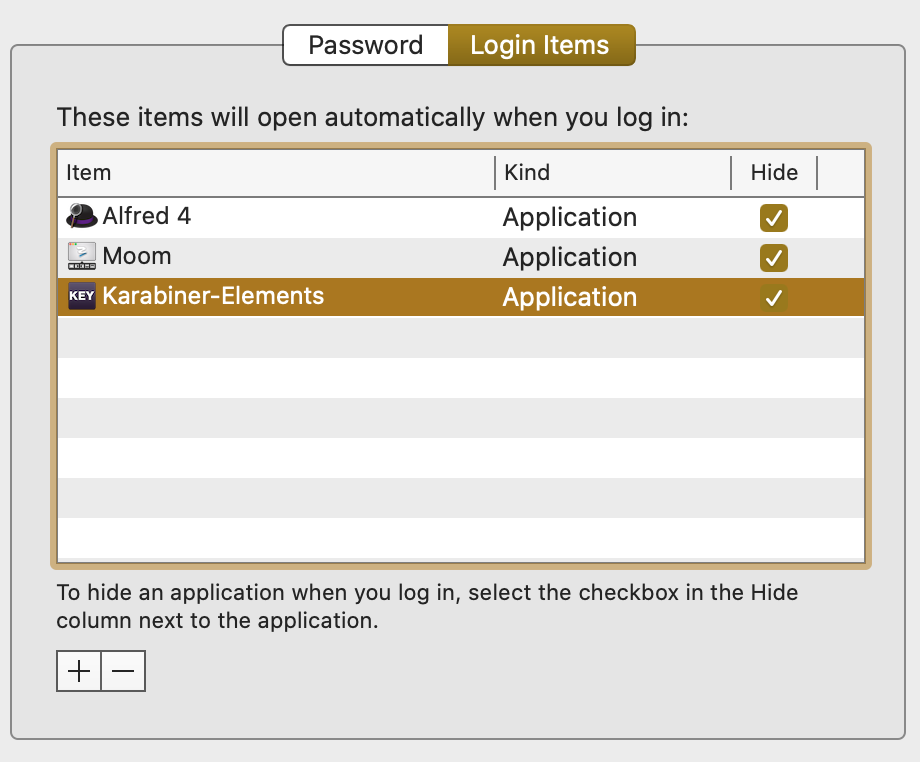 Password Login Items
These items will open automatically when you log in:
Item Kind Hide
Alfred 4 Application
Moom Application
KEY Karabiner-Elements Application
To hide an application when you log in, select the checkbox in the Hide
column next to the application.